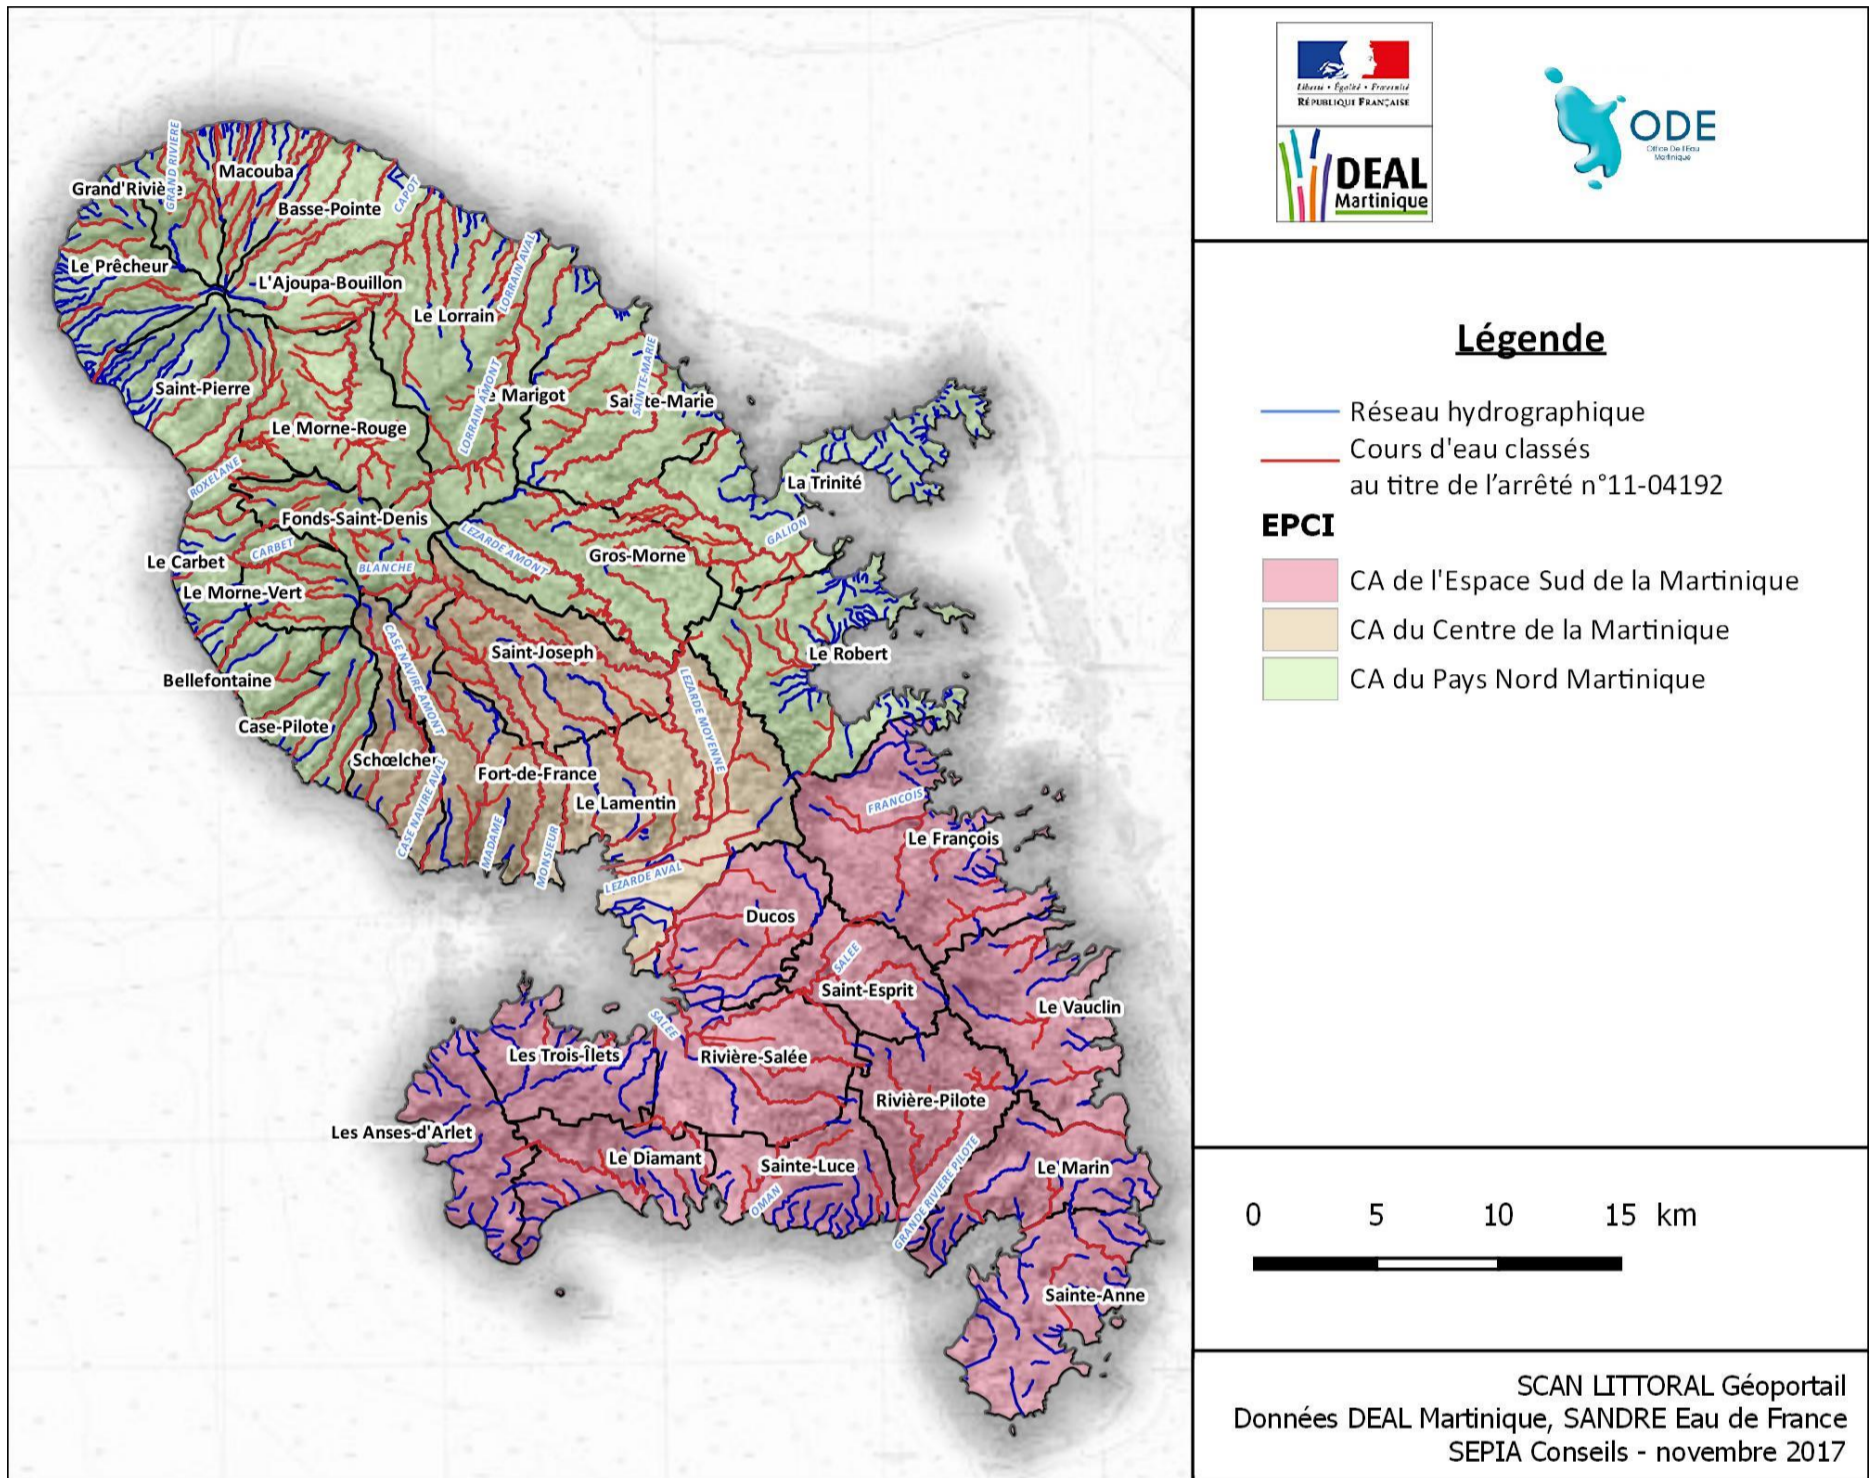 Liberté • Égalité • Fraternité
RÉPUBLIQUE FRANÇAISE
DEAL
Martinique
ODE
Office De l'Eau
Martinique
Légende
Réseau hydrographique
Cours d'eau classés
au titre de l'arrêté n°11-04192
EPCI
CA de l'Espace Sud de la Martinique
CA du Centre de la Martinique
CA du Pays Nord Martinique
0 5 10 15 km
SCAN LITTORAL Géoportail
Données DEAL Martinique, SANDRE Eau de France
SEPIA Conseils - novembre 2017
GRAND RIVIERE
Macouba
Grand'Rivière
Basse-Pointe
CAPOT
Le Prêcheur
L'Ajoupa-Bouillon
LORRAIN AVAL
Le Lorrain
Saint-Pierre
LORRAIN AMONT
Marigot
SAINTE-MARIE
Sainte-Marie
Le Morne-Rouge
ROXELANE
La Trinité
Fonds-Saint-Denis
LEZARDE AMONT
GALION
Le Carbet
CARBET
BLANCHE
Gros-Morne
Le Morne-Vert
CASE NAVIRE AMONT
Saint-Joseph
Le Robert
Bellefontaine
LEZARDE MOYENNE
Case-Pilote
Schœlcher
CASE NAVIRE AVAL
Fort-de-France
Le Lamentin
FRANCOIS
MADAME
MONSIEUR
Le François
LEZARDE AVAL
Ducos
SALEE
Saint-Esprit
Le Vauclin
SALEE
Les Trois-Îlets
Rivière-Salée
Rivière-Pilote
Les Anses-d'Arlet
Le Diamant
Sainte-Luce
OMAN
GRANDE RIVIERE PILOTE
Le Marin
Sainte-Anne